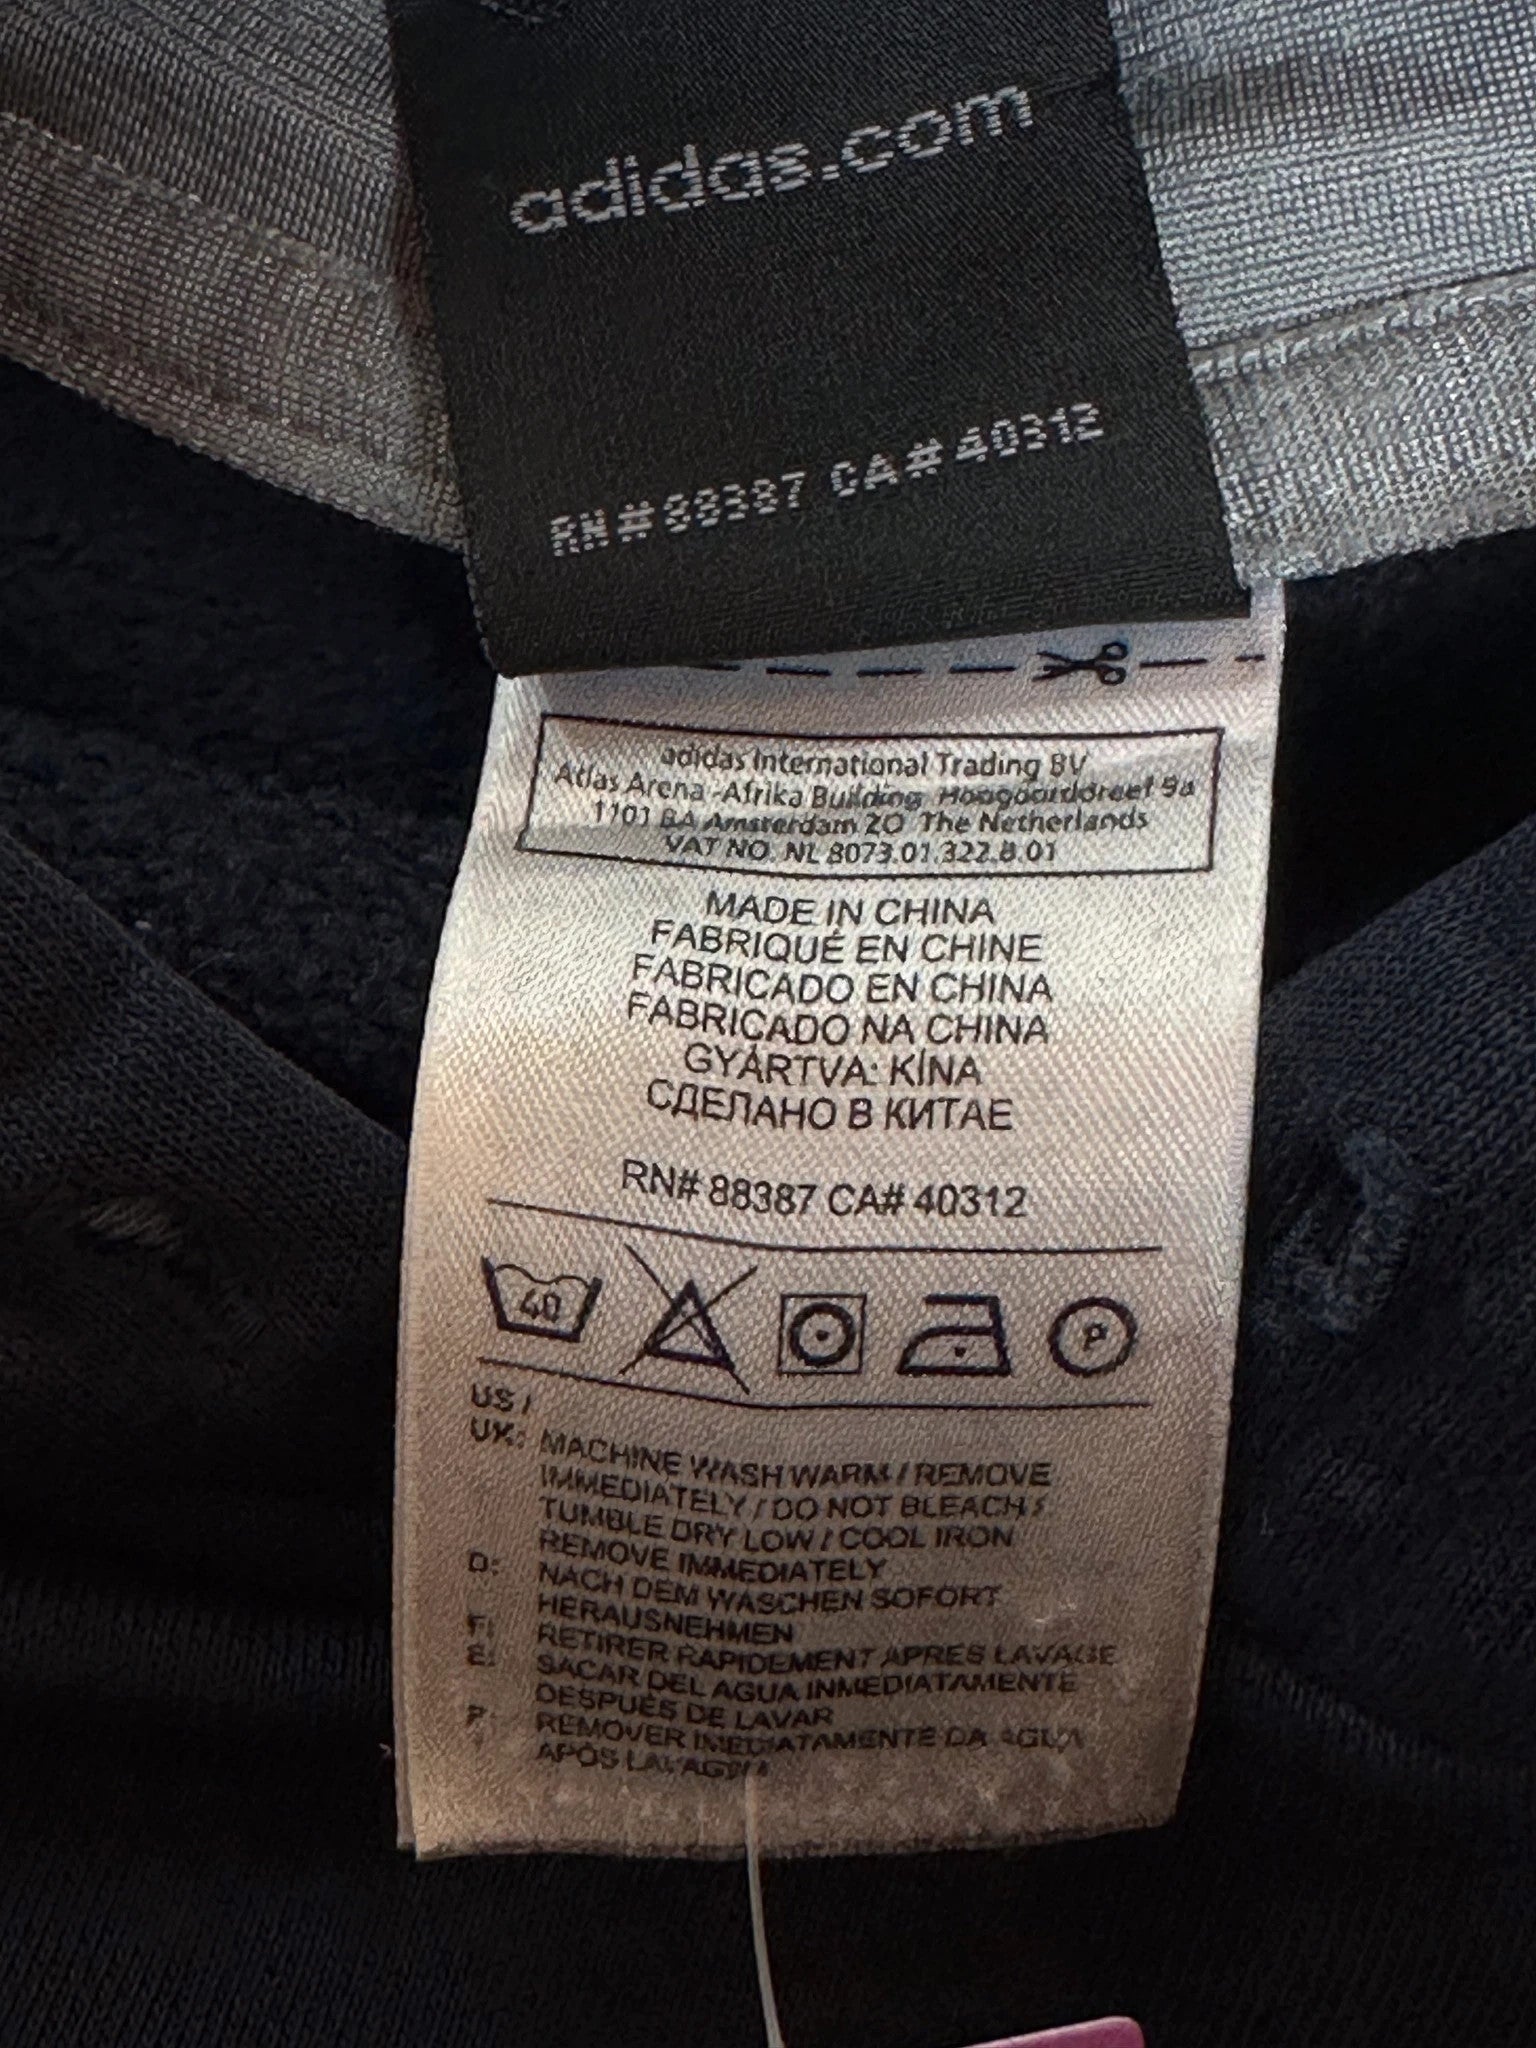 adidas.com
RN#88387 CA#40312
adidas International Trading BV
Atlas Arena -Afrika Building Hoogoorddreef 9a
1101 BA Amsterdam ZO The Netherlands
VAT NO. NL 8073.01.322.B.01
MADE IN CHINA
FABRIQUÉ EN CHINE
FABRICADO EN CHINA
FABRICADO NA CHINA
GYÁRTVA: KÍNA
СДЕЛАНО В КИТАЕ
RN# 88387 CA# 40312
40
P
US /
UK: MACHINE WASH WARM / REMOVE
IMMEDIATELY / DO NOT BLEACH /
TUMBLE DRY LOW / COOL IRON
REMOVE IMMEDIATELY
D: NACH DEM WASCHEN SOFORT
HERAUSNEHMEN
F: RETIRER RAPIDEMENT APRES LAVAGE
E: SACAR DEL AGUA INMEDIATAMENTE
DESPUÉS DE LAVAR
P: REMOVER IMEDIATAMENTE DA AGUA
APÓS